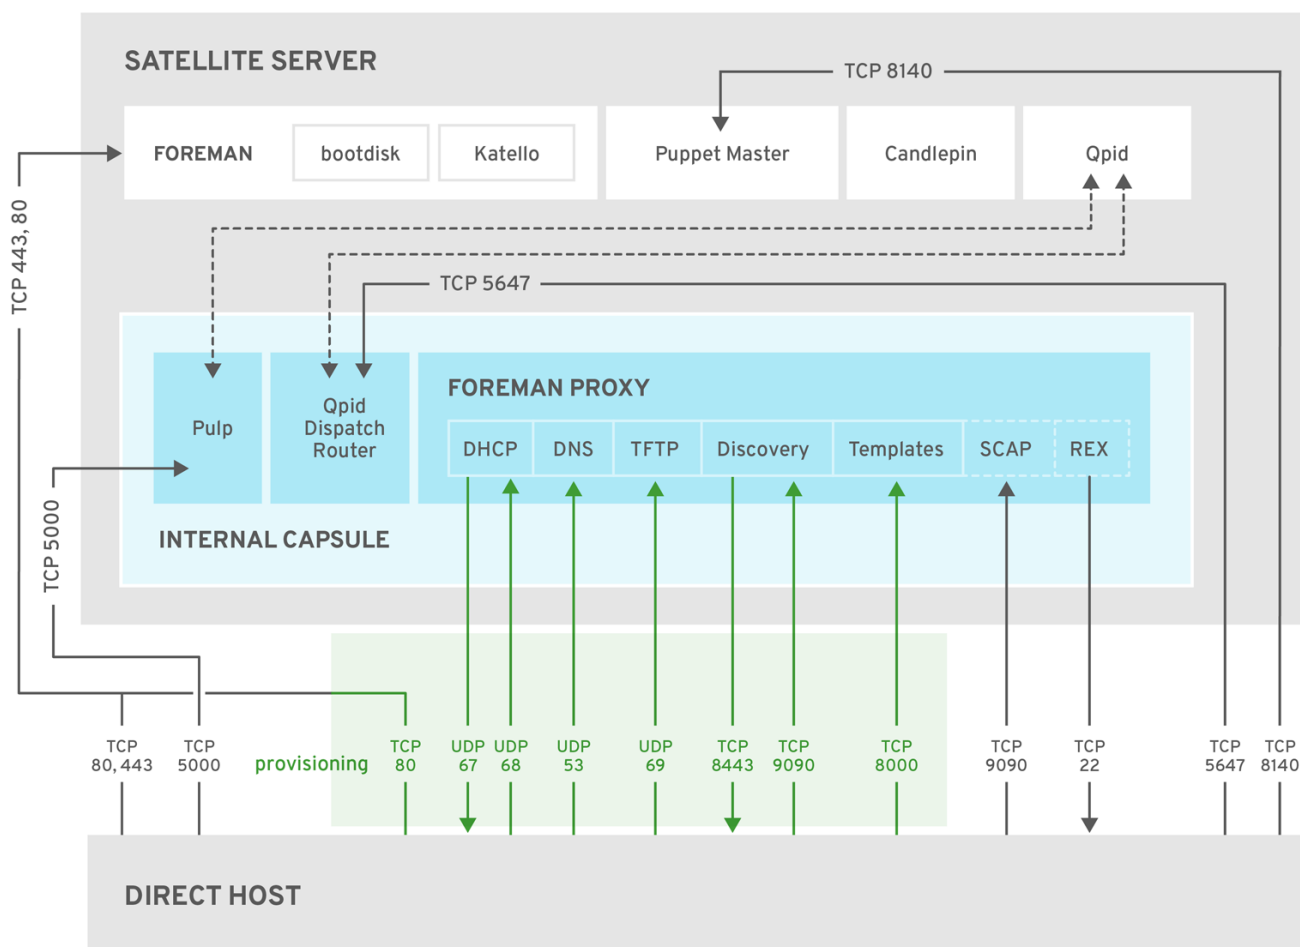 SATELLITE SERVER
TCP 8140
FOREMAN
bootdisk
Katello
Puppet Master
Candlepin
Qpid
TCP 443, 80
TCP 5647
FOREMAN PROXY
Pulp
Qpid
Dispatch
Router
DHCP
DNS
TFTP
Discovery
Templates
SCAP
REX
INTERNAL CAPSULE
TCP 5000
TCP
80, 443
TCP
5000
provisioning
TCP
80
UDP
67
UDP
68
UDP
53
UDP
69
TCP
8443
TCP
9090
TCP
8000
TCP
9090
TCP
22
TCP
5647
TCP
8140
DIRECT HOST